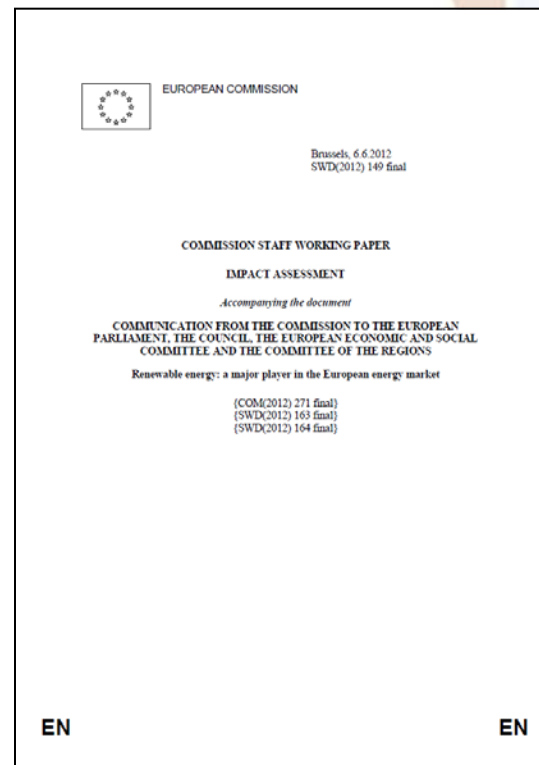 EUROPEAN COMMISSION
Brussels, 6.6.2012
SWD(2012) 149 final
COMMISSION STAFF WORKING PAPER
IMPACT ASSESSMENT
Accompanying the document
COMMUNICATION FROM THE COMMISSION TO THE EUROPEAN
PARLIAMENT, THE COUNCIL, THE EUROPEAN ECONOMIC AND SOCIAL
COMMITTEE AND THE COMMITTEE OF THE REGIONS
Renewable energy: a major player in the European energy market
{COM(2012) 271 final}
{SWD(2012) 163 final}
{SWD(2012) 164 final}
EN EN